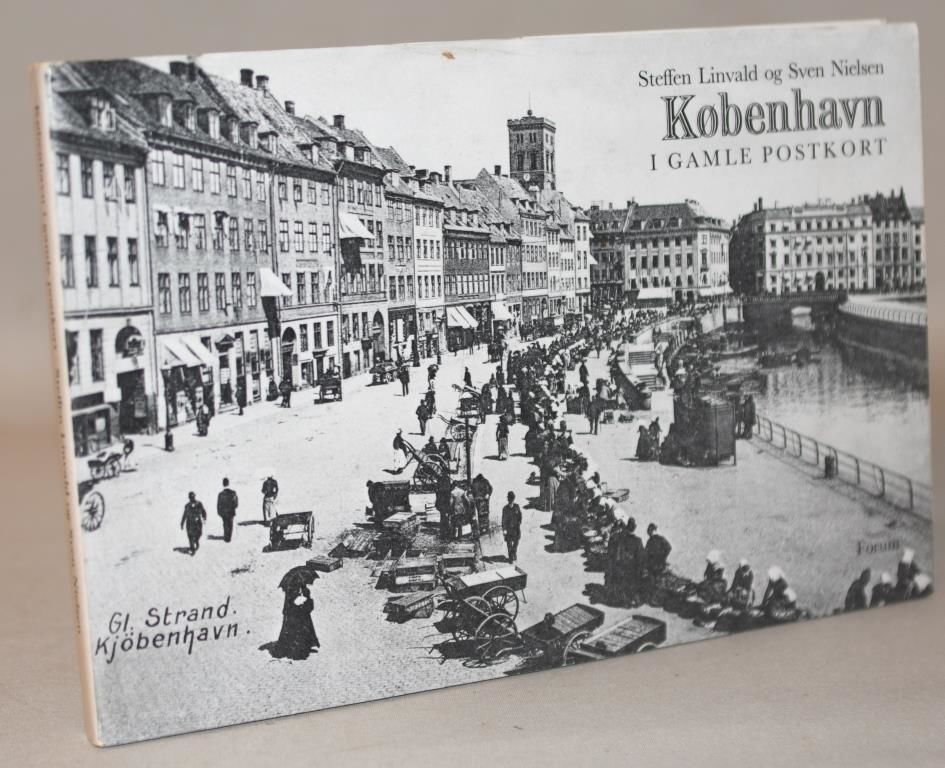 Steffen Linvald og Sven Nielsen
København
I GAMLE POSTKORT
Forum
Gl. Strand.
Kjöbenhavn.